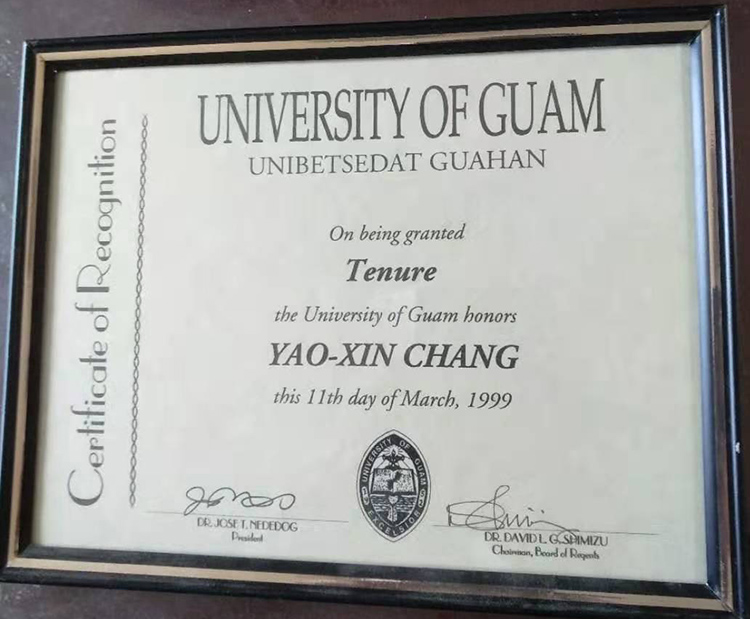 Certificate of Recognition
UNIVERSITY OF GUAM
UNIBETSEDAT GUAHAN
On being granted
Tenure
the University of Guam honors
YAO-XIN CHANG
this 11th day of March, 1999
UNIVERSITY OF GUAM
EXCELSIOR
DR. JOSE T. NEDEDOG
President
DR. DAVID L. G. SHIMIZU
Chairman, Board of Regents